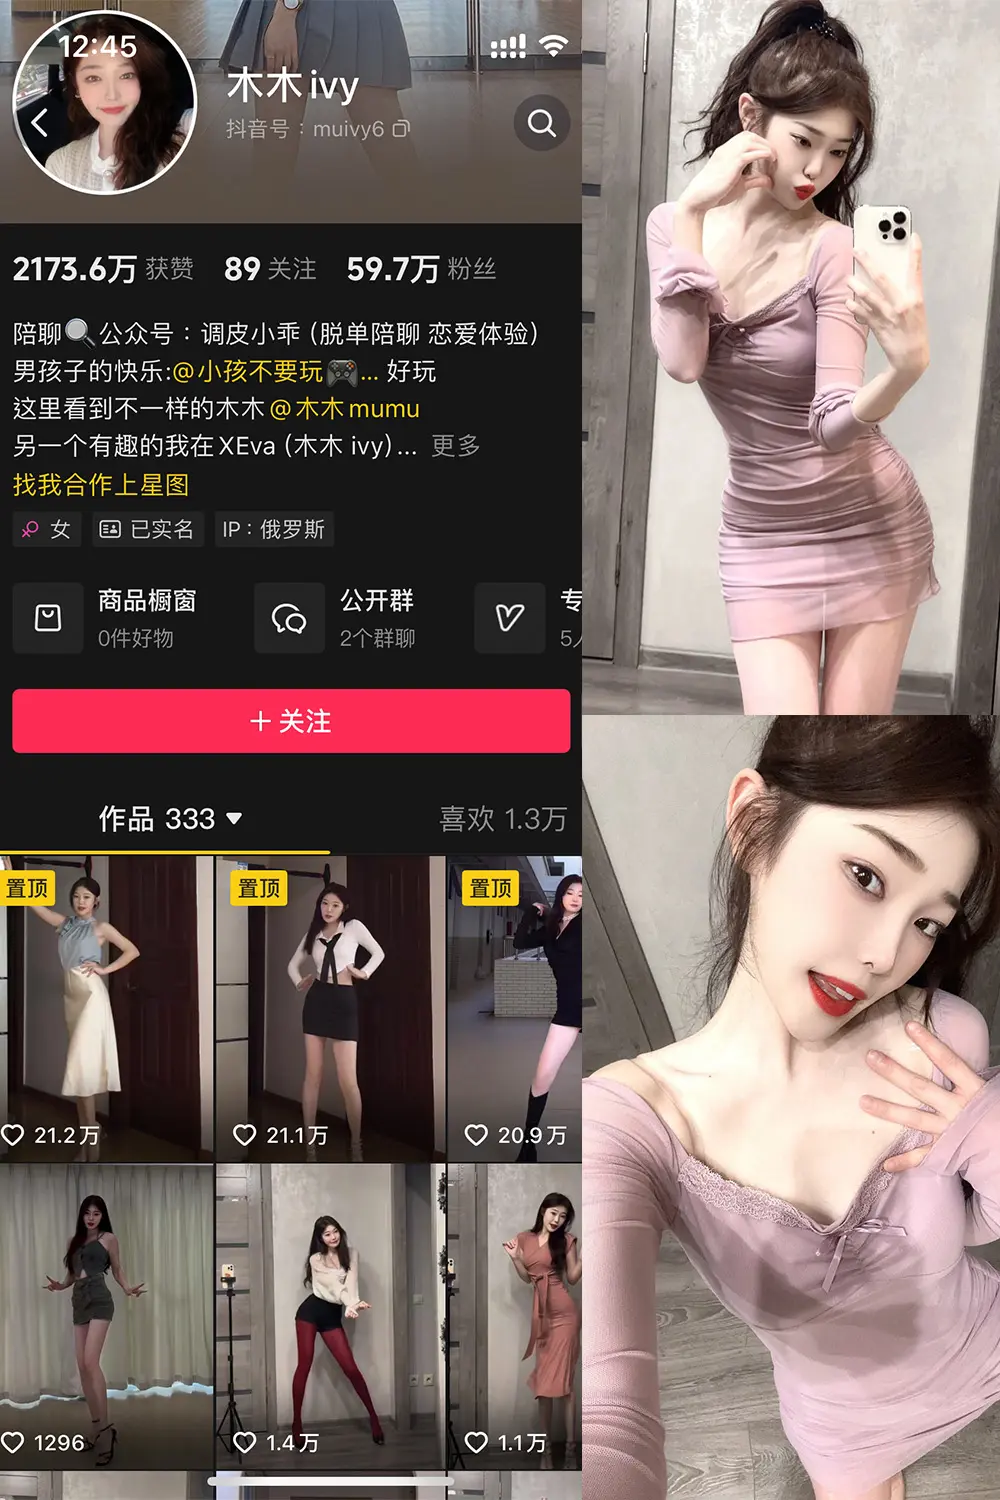 12:45
木木ivy
抖音号：muivy6
2173.6万 获赞 89 关注 59.7万 粉丝
陪聊🔍公众号：调皮小乖 (脱单陪聊 恋爱体验)
男孩子的快乐:@小孩不要玩🎮... 好玩
这里看到不一样的木木@木木mumu
另一个有趣的我在XEva (木木 ivy)... 更多
找我合作上星图
女 已实名 IP：俄罗斯
商品橱窗 公开群 专
0件好物 2个群聊 5
+ 关注
作品 333 喜欢 1.3万
置顶 置顶 置顶
21.2万 21.1万 20.9万
1296 1.4万 1.1万